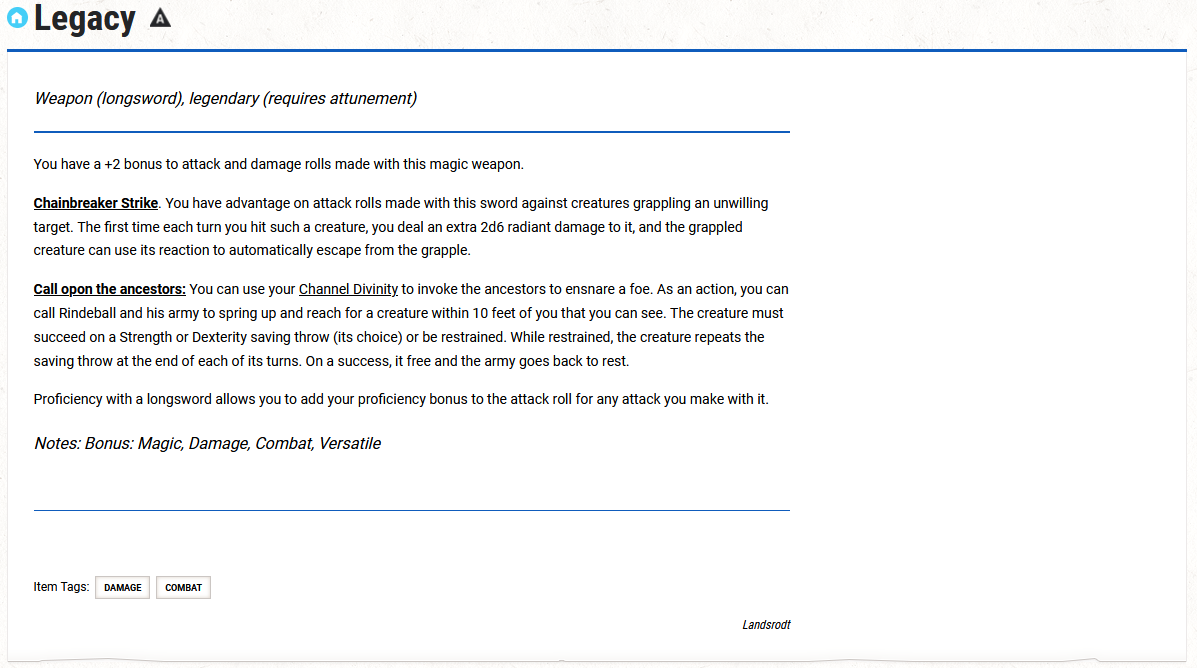 Legacy
Weapon (longsword), legendary (requires attunement)
You have a +2 bonus to attack and damage rolls made with this magic weapon.
Chainbreaker Strike. You have advantage on attack rolls made with this sword against creatures grappling an unwilling
target. The first time each turn you hit such a creature, you deal an extra 2d6 radiant damage to it, and the grappled
creature can use its reaction to automatically escape from the grapple.
Call opon the ancestors: You can use your Channel Divinity to invoke the ancestors to ensnare a foe. As an action, you can
call Rindeball and his army to spring up and reach for a creature within 10 feet of you that you can see. The creature must
succeed on a Strength or Dexterity saving throw (its choice) or be restrained. While restrained, the creature repeats the
saving throw at the end of each of its turns. On a success, it free and the army goes back to rest.
Proficiency with a longsword allows you to add your proficiency bonus to the attack roll for any attack you make with it.
Notes: Bonus: Magic, Damage, Combat, Versatile
Item Tags: DAMAGE COMBAT
Landsrodt